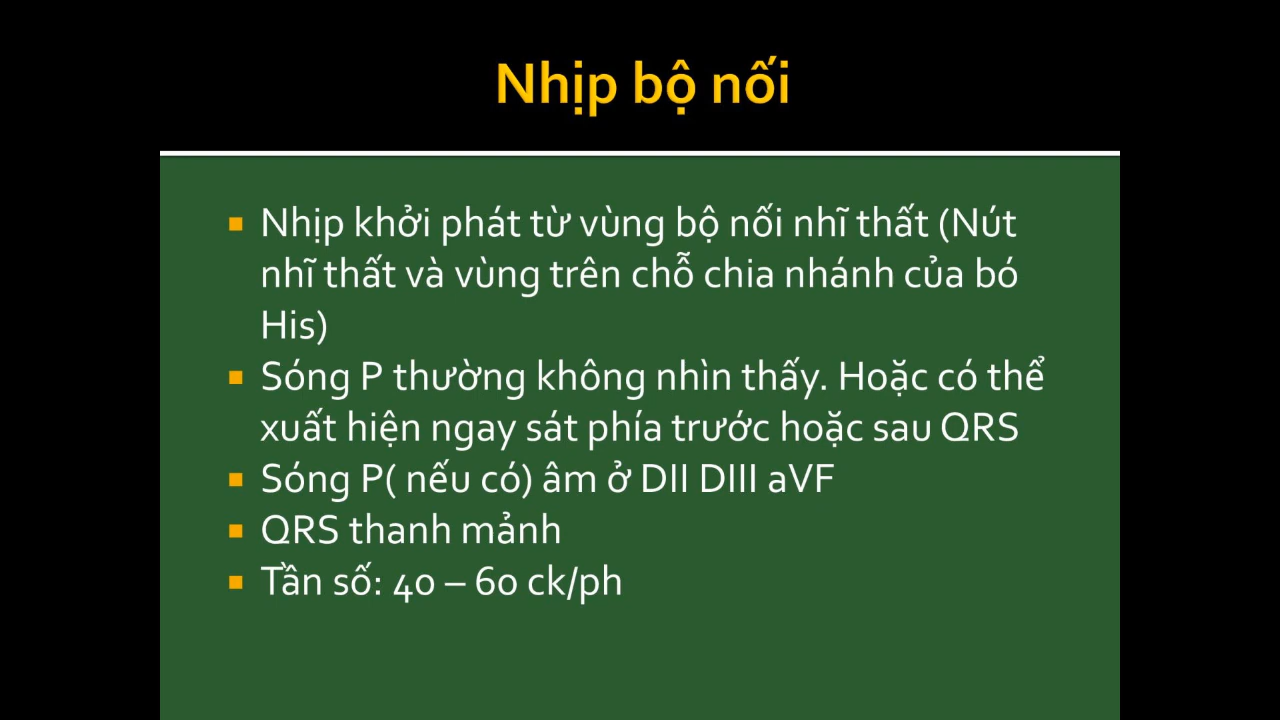 Nhịp bộ nối
▪ Nhịp khởi phát từ vùng bộ nối nhĩ thất (Nút
nhĩ thất và vùng trên chỗ chia nhánh của bó
His)
▪ Sóng P thường không nhìn thấy. Hoặc có thể
xuất hiện ngay sát phía trước hoặc sau QRS
▪ Sóng P( nếu có) âm ở DII DIII aVF
▪ QRS thanh mảnh
▪ Tần số: 40 – 60 ck/ph